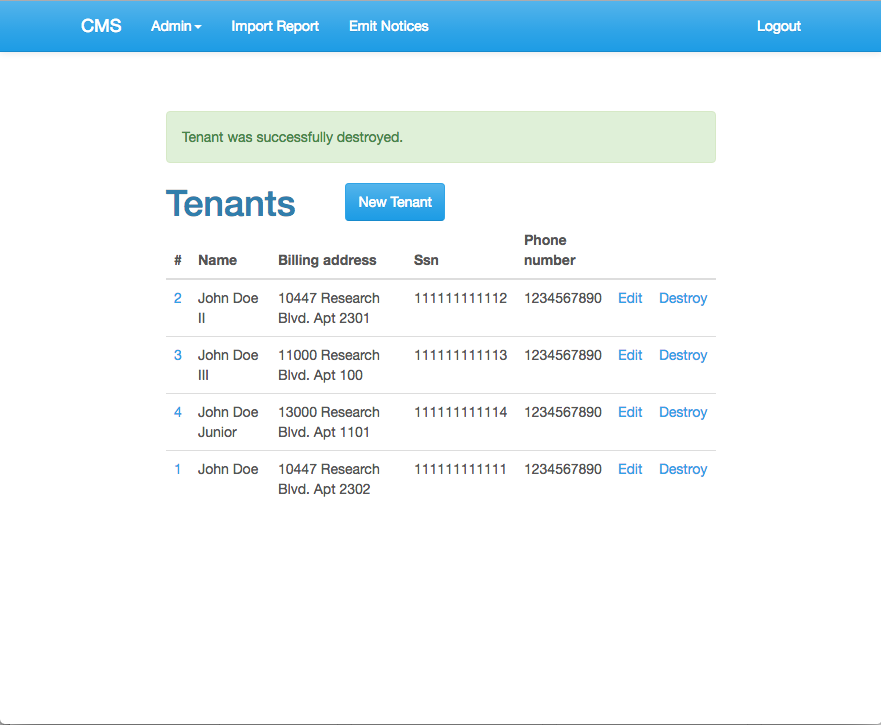 CMS Admin Import Report Emit Notices Logout
Tenant was successfully destroyed.
Tenants New Tenant
Phone
# Name Billing address Ssn number
2 John Doe 10447 Research 111111111112 1234567890 Edit Destroy
II Blvd. Apt 2301
3 John Doe 11000 Research 111111111113 1234567890 Edit Destroy
III Blvd. Apt 100
4 John Doe 13000 Research 111111111114 1234567890 Edit Destroy
Junior Blvd. Apt 1101
1 John Doe 10447 Research 111111111111 1234567890 Edit Destroy
Blvd. Apt 2302